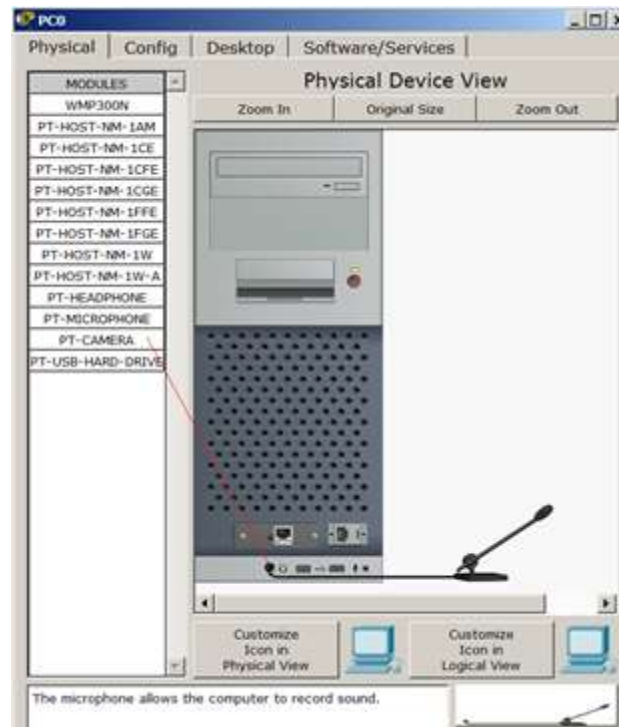 PC0
Physical Config Desktop Software/Services
MODULES
WMP300N
PT-HOST-NM-1AM
PT-HOST-NM-1CE
PT-HOST-NM-1CFE
PT-HOST-NM-1CGE
PT-HOST-NM-1FFE
PT-HOST-NM-1FGE
PT-HOST-NM-1W
PT-HOST-NM-1W-A
PT-HEADPHONE
PT-MICROPHONE
PT-CAMERA
PT-USB-HARD-DRIVE
Physical Device View
Zoom In Original Size Zoom Out
Customize
Icon in
Physical View
Customize
Icon in
Logical View
The microphone allows the computer to record sound.